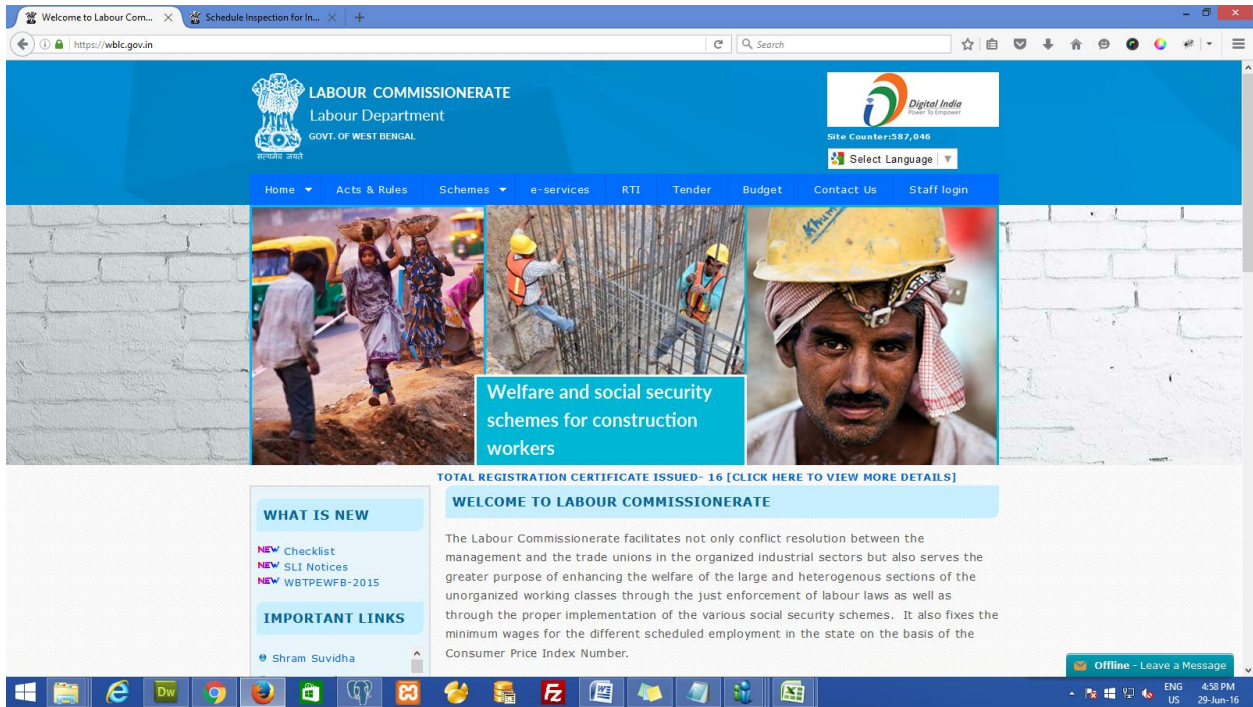 Welcome to Labour Com...
Schedule Inspection for In...
https://wblc.gov.in
Search
LABOUR COMMISSIONERATE
Labour Department
GOVT. OF WEST BENGAL
सत्यमेव जयते
Digital India
Power To Empower
Site Counter:587,046
Select Language
Home
Acts & Rules
Schemes
e-services
RTI
Tender
Budget
Contact Us
Staff login
Welfare and social security
schemes for construction
workers
TOTAL REGISTRATION CERTIFICATE ISSUED- 16 [CLICK HERE TO VIEW MORE DETAILS]
WHAT IS NEW
NEW Checklist
NEW SLI Notices
NEW WBTPEWFB-2015
IMPORTANT LINKS
Shram Suvidha
WELCOME TO LABOUR COMMISSIONERATE
The Labour Commissionerate facilitates not only conflict resolution between the
management and the trade unions in the organized industrial sectors but also serves the
greater purpose of enhancing the welfare of the large and heterogenous sections of the
unorganized working classes through the just enforcement of labour laws as well as
through the proper implementation of the various social security schemes. It also fixes the
minimum wages for the different scheduled employment in the state on the basis of the
Consumer Price Index Number.
Offline - Leave a Message
Dw
Fz
ENG
US
4:58 PM
29-Jun-16